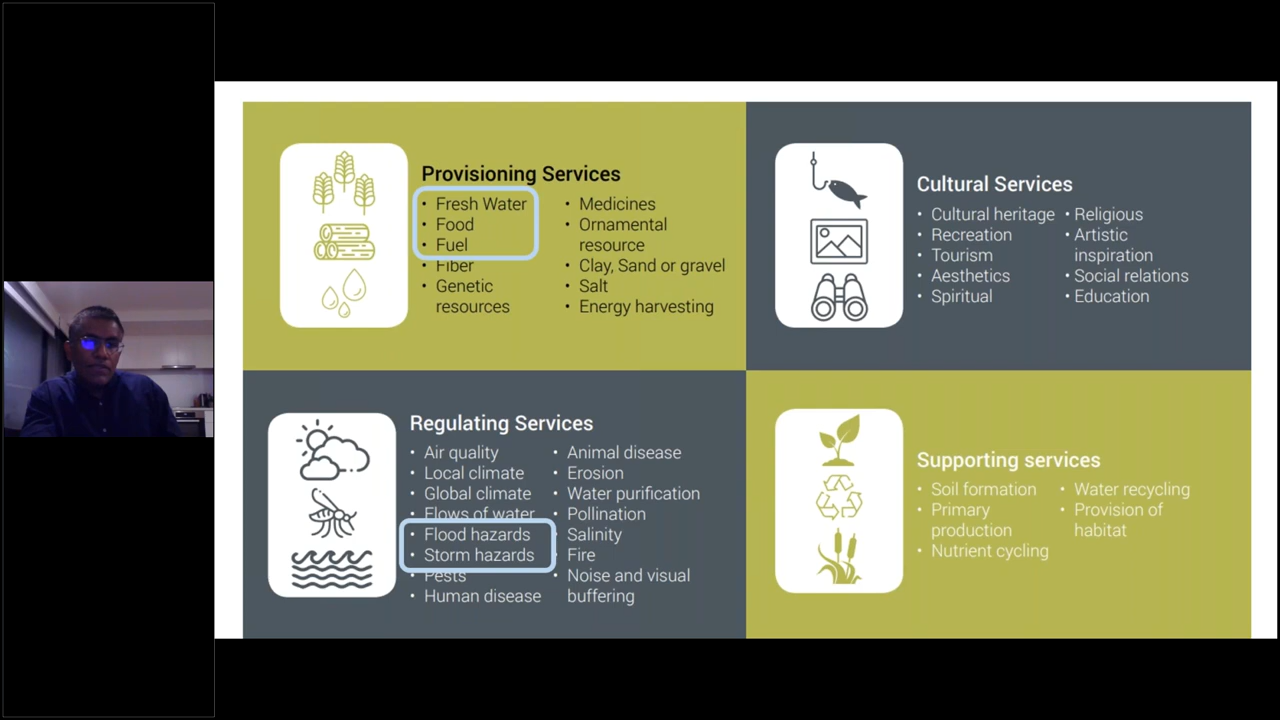 Provisioning Services
• Fresh Water
• Food
• Fuel
• Fiber
• Genetic
resources
• Medicines
• Ornamental
resource
• Clay, Sand or gravel
• Salt
• Energy harvesting
Cultural Services
• Cultural heritage
• Recreation
• Tourism
• Aesthetics
• Spiritual
• Religious
• Artistic
inspiration
• Social relations
• Education
Regulating Services
• Air quality
• Local climate
• Global climate
• Flows of water
• Flood hazards
• Storm hazards
• Pests
• Human disease
• Animal disease
• Erosion
• Water purification
• Pollination
• Salinity
• Fire
• Noise and visual
buffering
Supporting services
• Soil formation
• Primary
production
• Nutrient cycling
• Water recycling
• Provision of
habitat